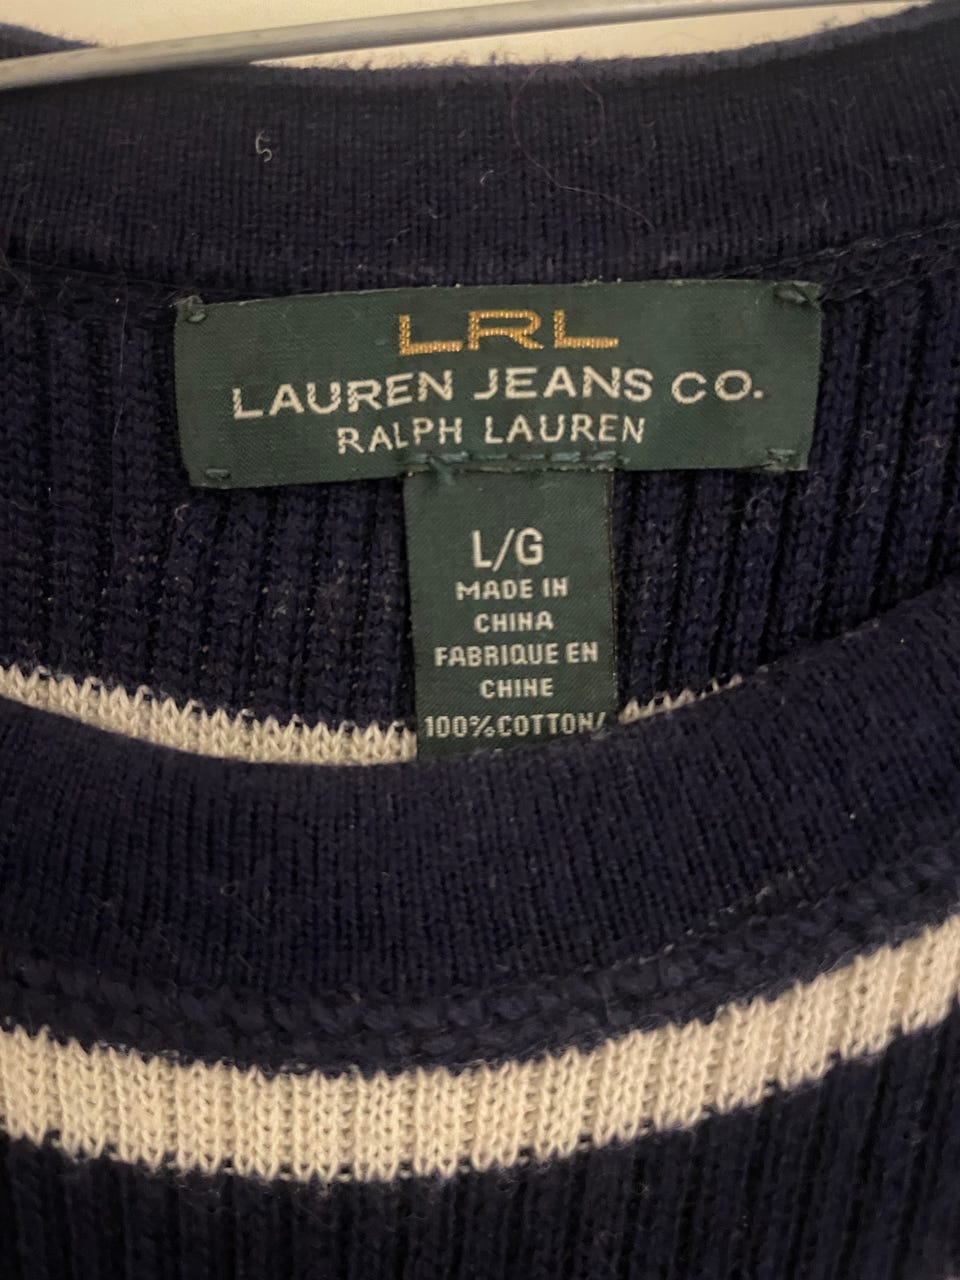 LRL
LAUREN JEANS CO.
RALPH LAUREN
L/G
MADE IN
CHINA
FABRIQUE EN
CHINE
100%COTTON/